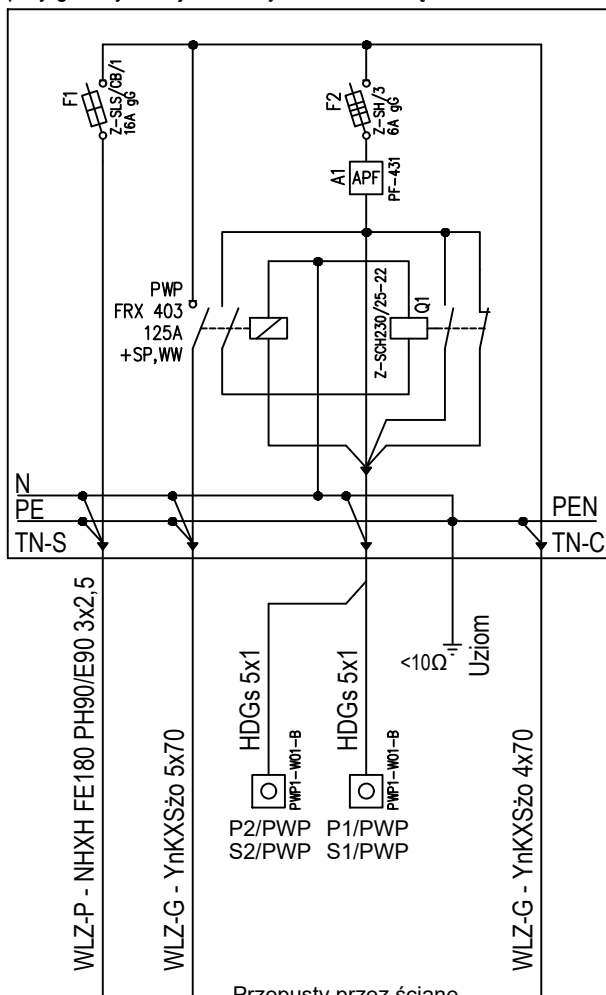 F1
Z-SLS/CB/1
16A gG
F2
Z-SH/3
6A gG
A1
APF
PF-431
PWP
FRX 403
125A
+SP,WW
Z-SCH230/25-22
Q1
N
PE
TN-S
PEN
TN-C
<10Ω
Uziom
WLZ-P - NHXH FE180 PH90/E90 3x2,5
WLZ-G - YnKXSżo 5x70
HDGs 5x1
HDGs 5x1
WLZ-G - YnKXSżo 4x70
PWP1-W01-B
PWP1-W01-B
P2/PWP
S2/PWP
P1/PWP
S1/PWP
Przepusty przez ścianę